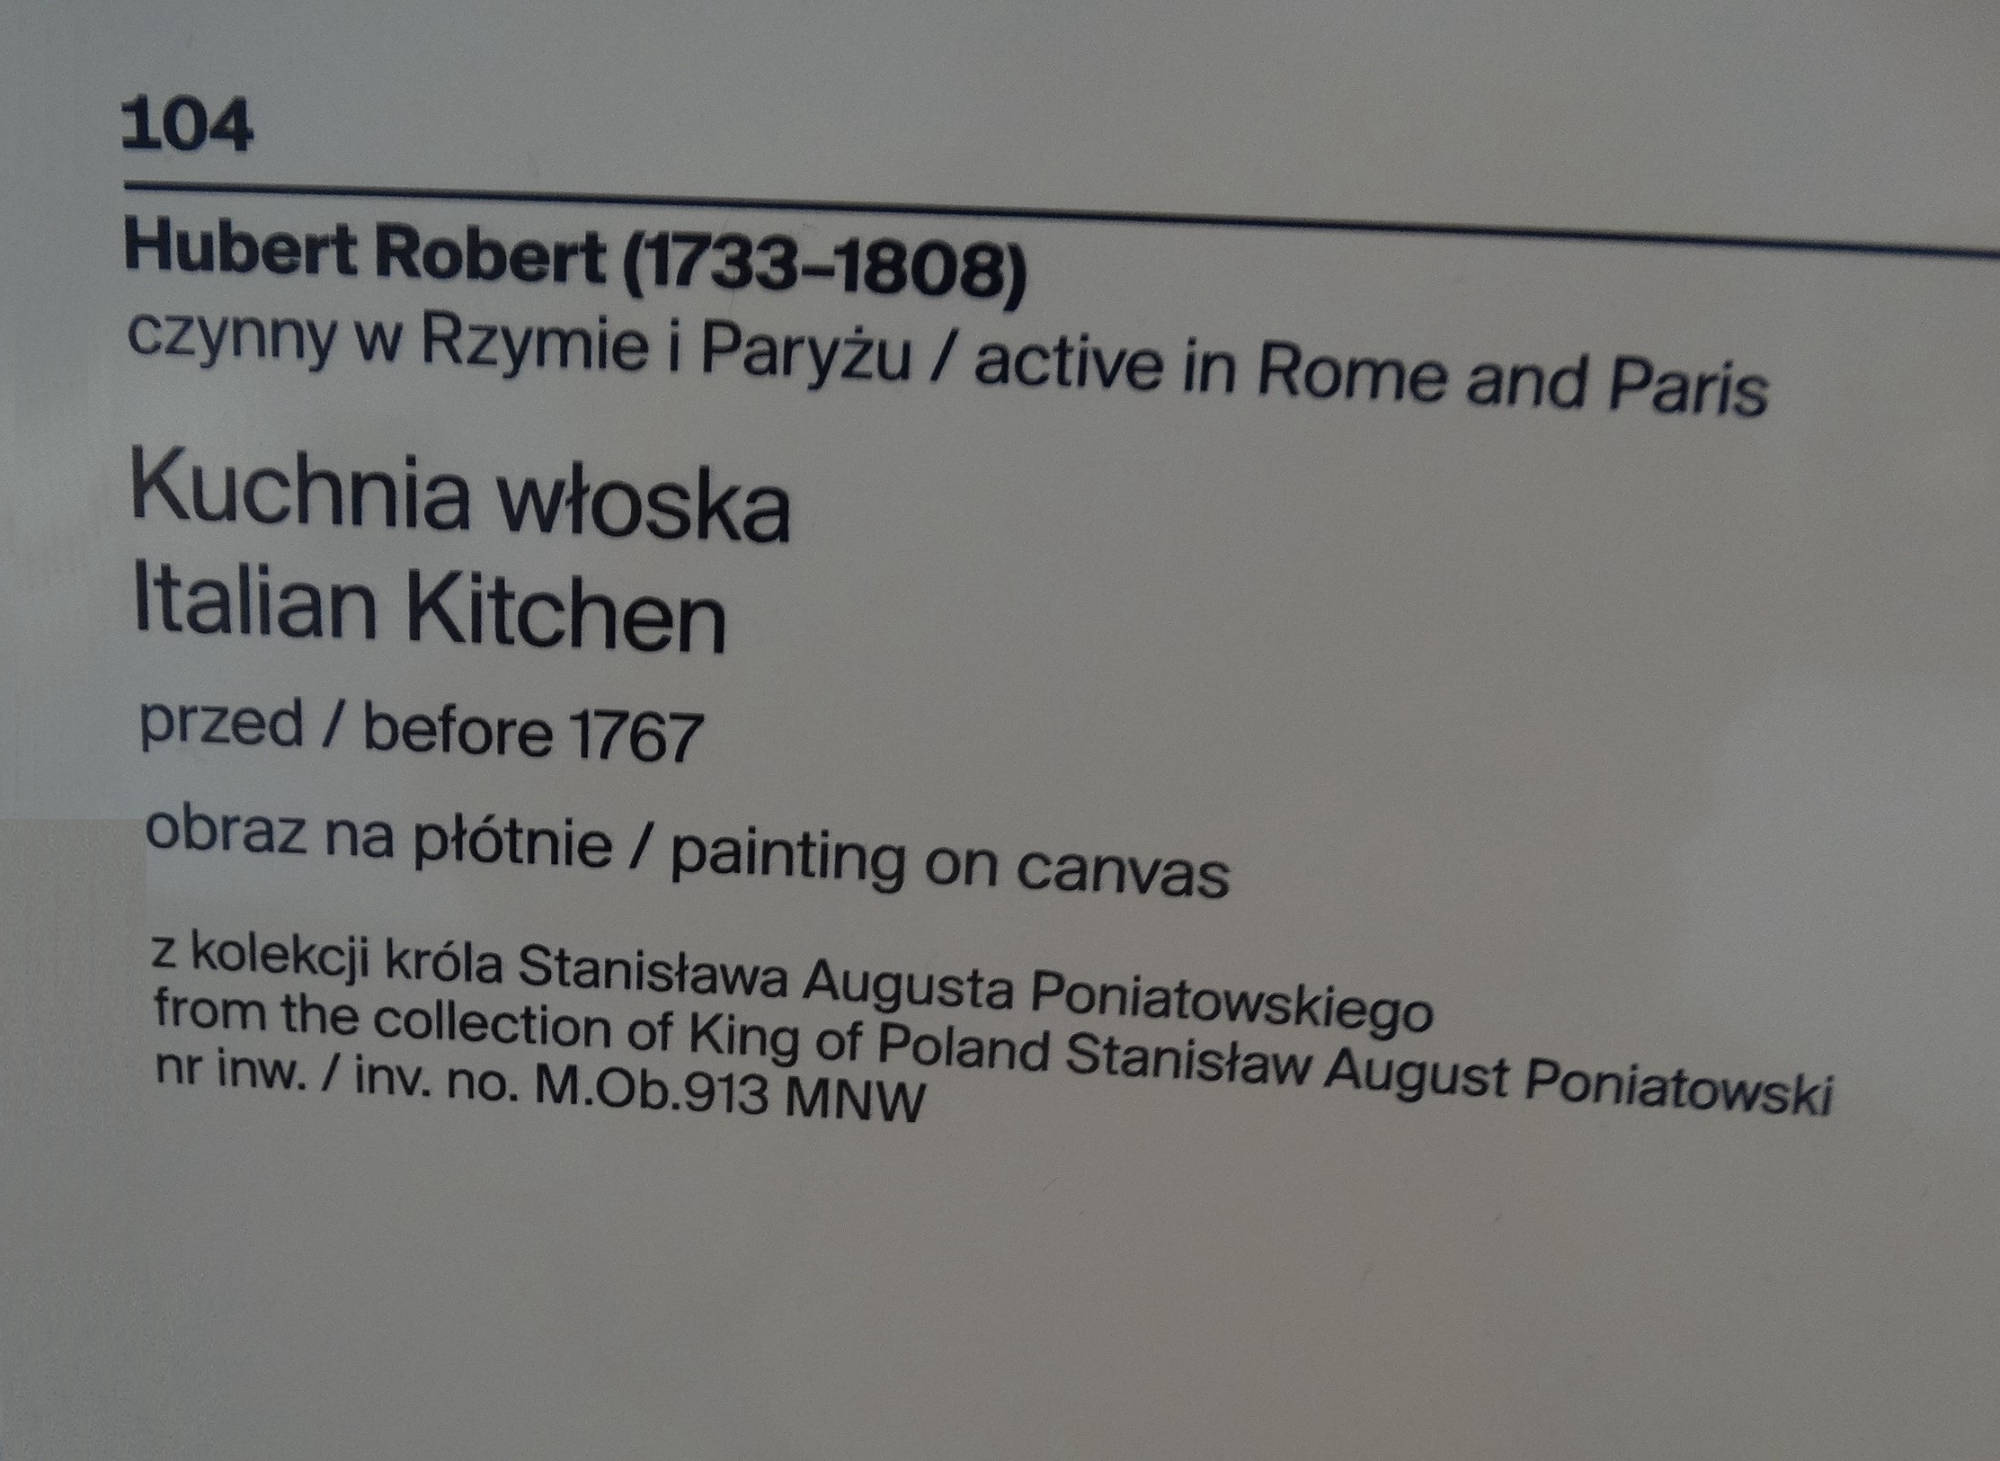 104
Hubert Robert (1733–1808)
czynny w Rzymie i Paryżu / active in Rome and Paris
Kuchnia włoska
Italian Kitchen
przed / before 1767
obraz na płótnie / painting on canvas
z kolekcji króla Stanisława Augusta Poniatowskiego
from the collection of King of Poland Stanisław August Poniatowski
nr inw. / inv. no. M.Ob.913 MNW